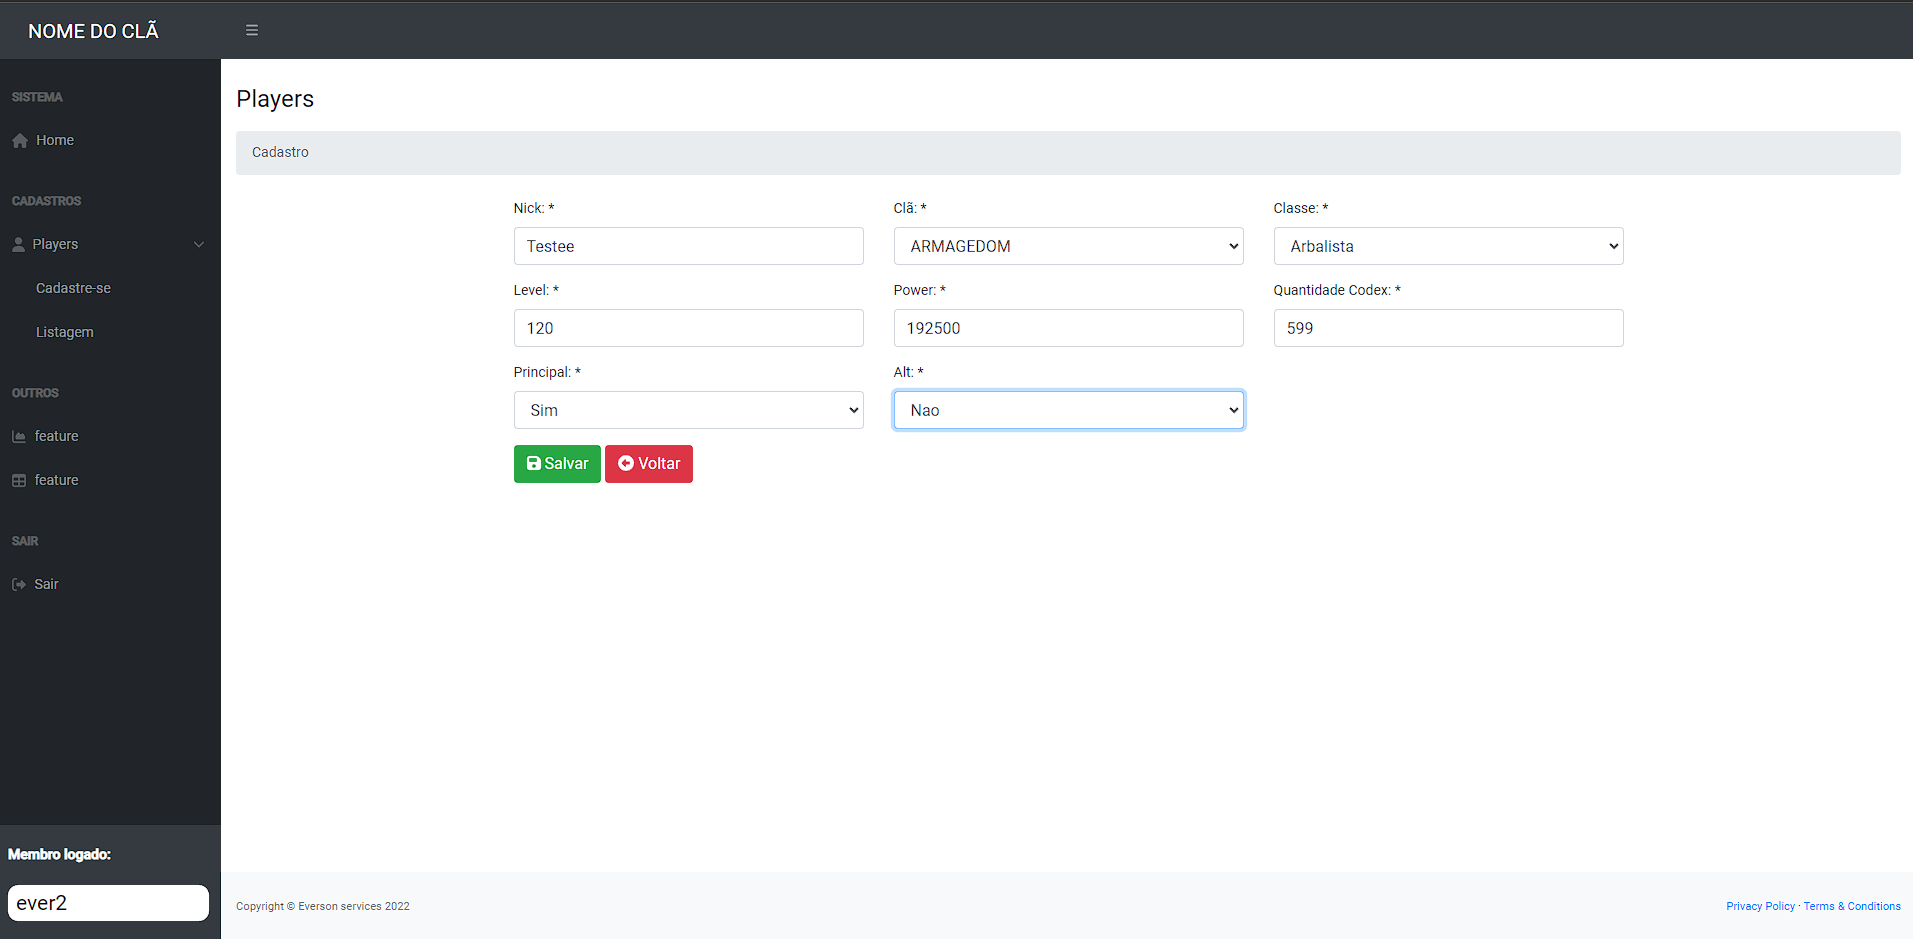 NOME DO CLÃ
SISTEMA
Home
CADASTROS
Players
Cadastre-se
Listagem
OUTROS
feature
feature
SAIR
Sair
Membro logado:
ever2
Players
Cadastro
Nick: * Clã: * Classe: *
Testee ARMAGEDOM Arbalista
Level: * Power: * Quantidade Codex: *
120 192500 599
Principal: * Alt: *
Sim Nao
Salvar Voltar
Copyright © Everson services 2022 Privacy Policy · Terms & Conditions